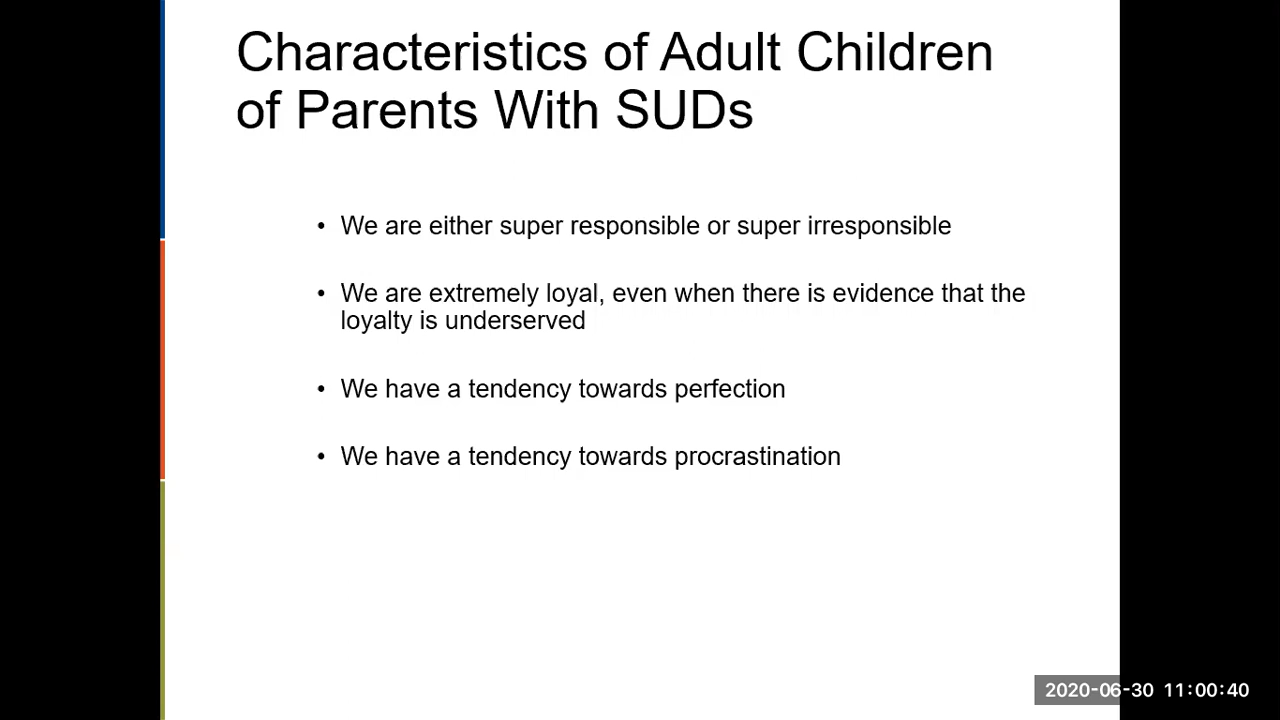 Characteristics of Adult Children
of Parents With SUDs
• We are either super responsible or super irresponsible
• We are extremely loyal, even when there is evidence that the
loyalty is underserved
• We have a tendency towards perfection
• We have a tendency towards procrastination
2020-06-30 11:00:40